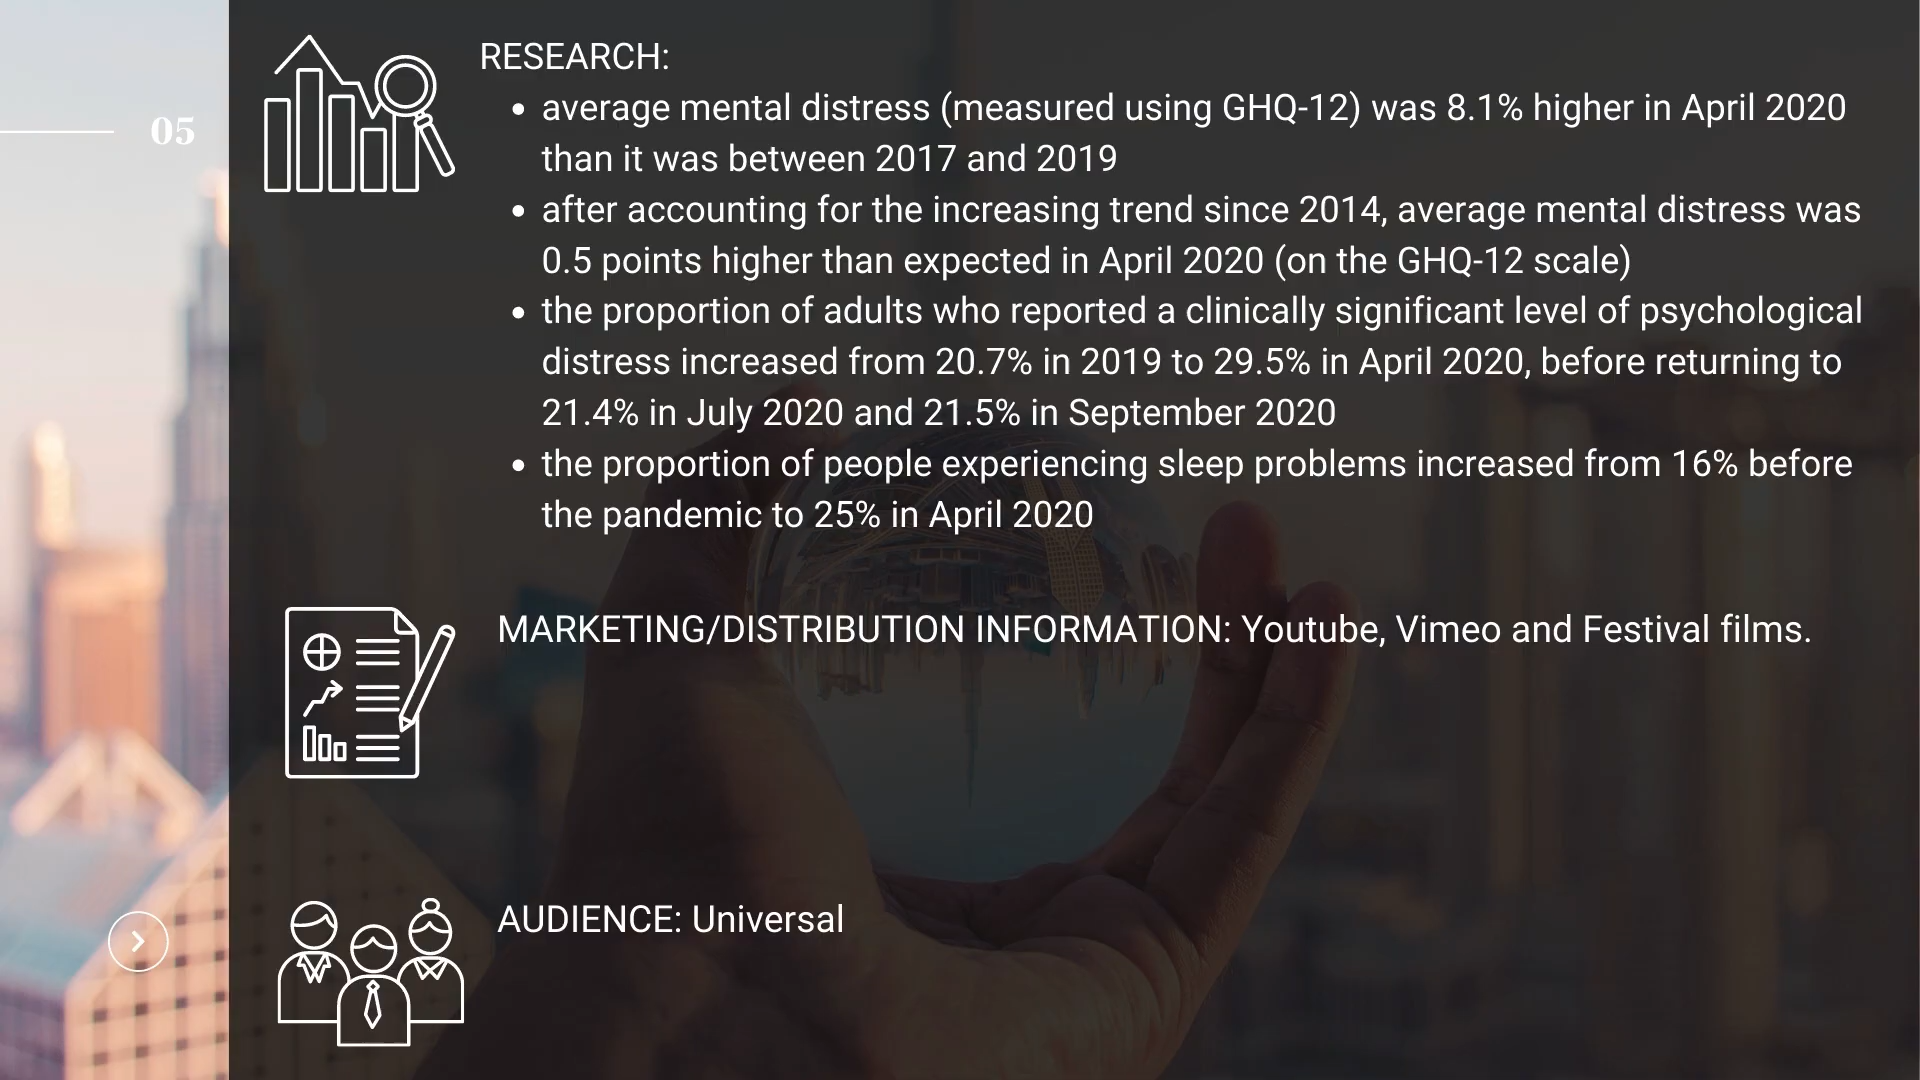 05
RESEARCH:
• average mental distress (measured using GHQ-12) was 8.1% higher in April 2020
than it was between 2017 and 2019
• after accounting for the increasing trend since 2014, average mental distress was
0.5 points higher than expected in April 2020 (on the GHQ-12 scale)
• the proportion of adults who reported a clinically significant level of psychological
distress increased from 20.7% in 2019 to 29.5% in April 2020, before returning to
21.4% in July 2020 and 21.5% in September 2020
• the proportion of people experiencing sleep problems increased from 16% before
the pandemic to 25% in April 2020
MARKETING/DISTRIBUTION INFORMATION: Youtube, Vimeo and Festival films.
AUDIENCE: Universal